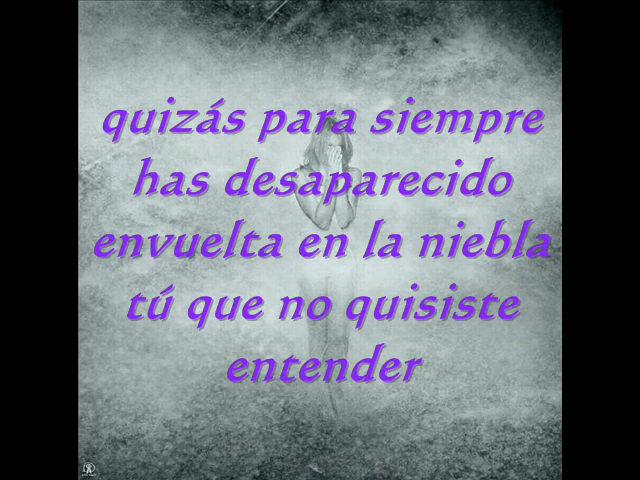 quizás para siempre
has desaparecido
envuelta en la niebla
tú que no quisiste
entender